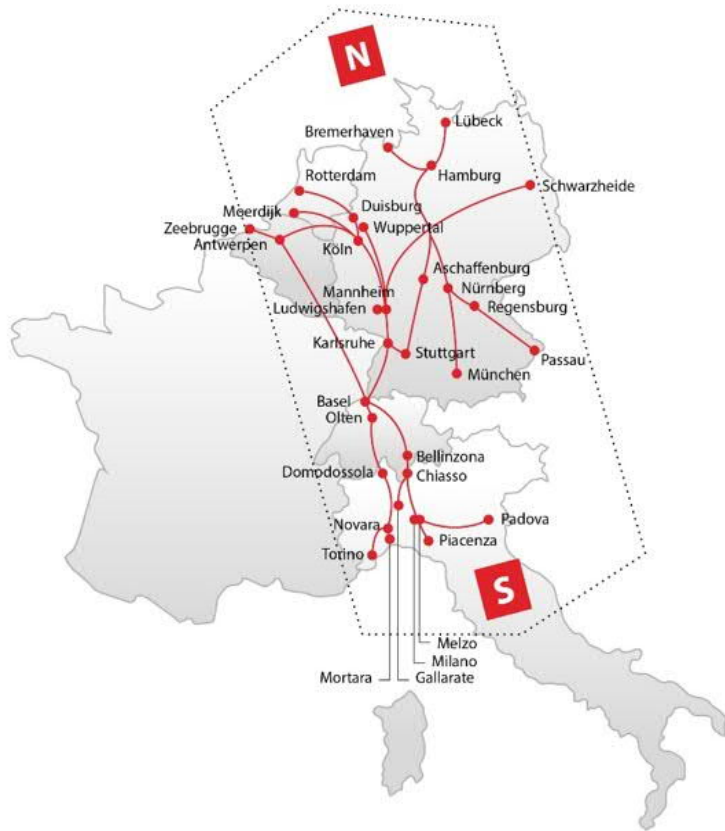 N
Lübeck
Bremerhaven
Hamburg
Rotterdam
Schwarzheide
Duisburg
Moerdijk
Wuppertal
Zeebrugge
Antwerpen
Köln
Aschaffenburg
Nürnberg
Mannheim
Regensburg
Ludwigshafen
Karlsruhe
Stuttgart
Passau
München
Basel
Olten
Bellinzona
Domodossola
Chiasso
Novara
Padova
Piacenza
Torino
S
Melzo
Milano
Mortara
Gallarate